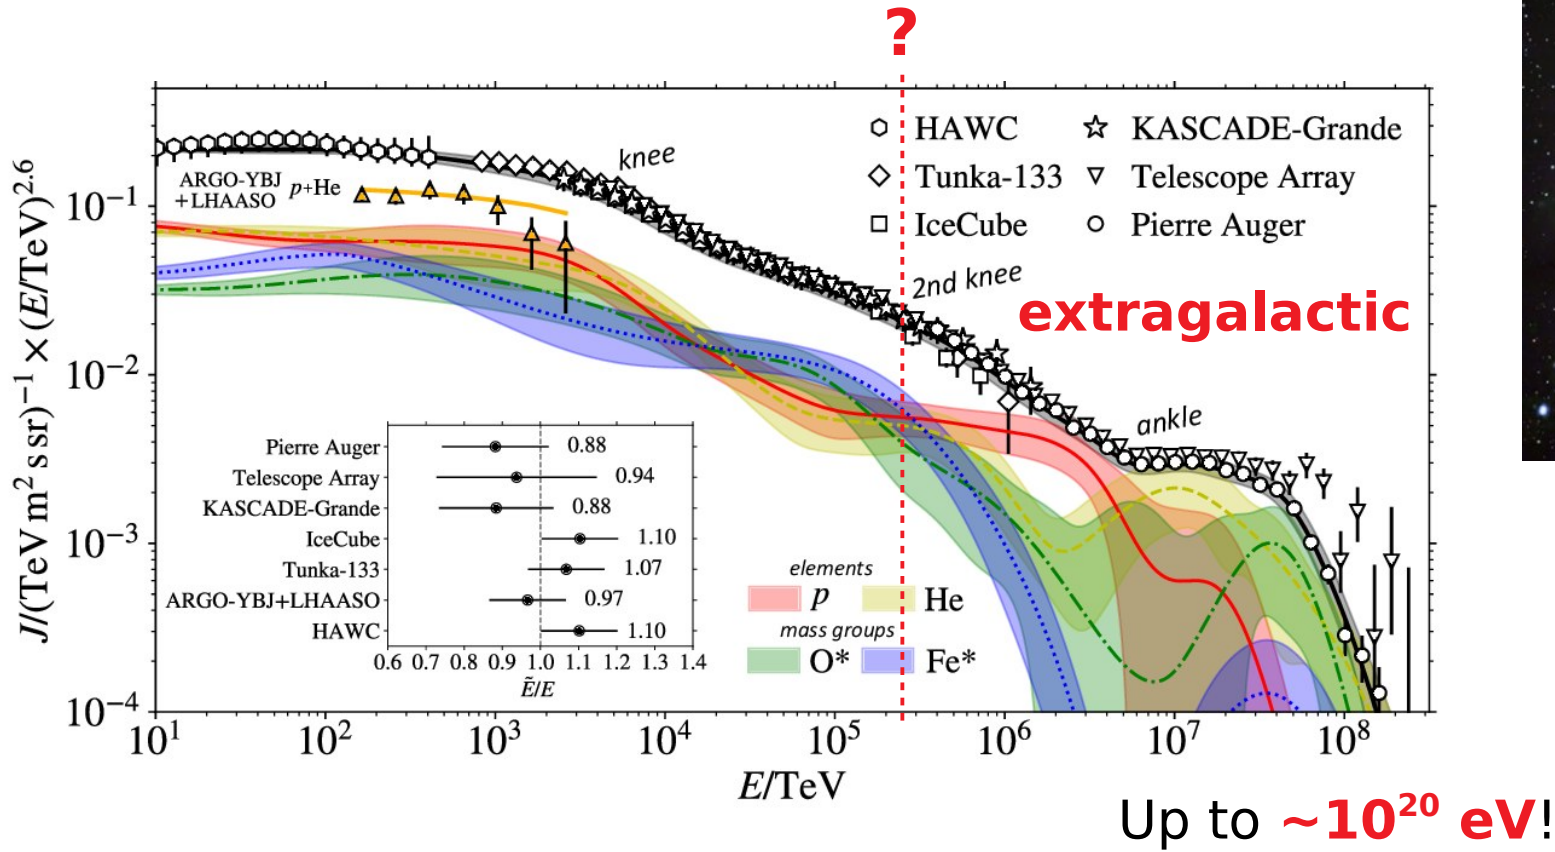 ?
HAWC
KASCADE-Grande
Tunka-133
Telescope Array
IceCube
Pierre Auger
knee
ARGO-YBJ
+LHAASO
p+He
2nd knee
extragalactic
ankle
J/(TeV m² s sr)⁻¹ × (E/TeV)^2.6
10⁻¹
10⁻²
10⁻³
10⁻⁴
Pierre Auger 0.88
Telescope Array 0.94
KASCADE-Grande 0.88
IceCube 1.10
Tunka-133 1.07
ARGO-YBJ+LHAASO 0.97
HAWC 1.10
0.6 0.7 0.8 0.9 1.0 1.1 1.2 1.3 1.4
Ẽ/E
elements
p He
mass groups
O* Fe*
10¹ 10² 10³ 10⁴ 10⁵ 10⁶ 10⁷ 10⁸
E/TeV
Up to ~10²⁰ eV!